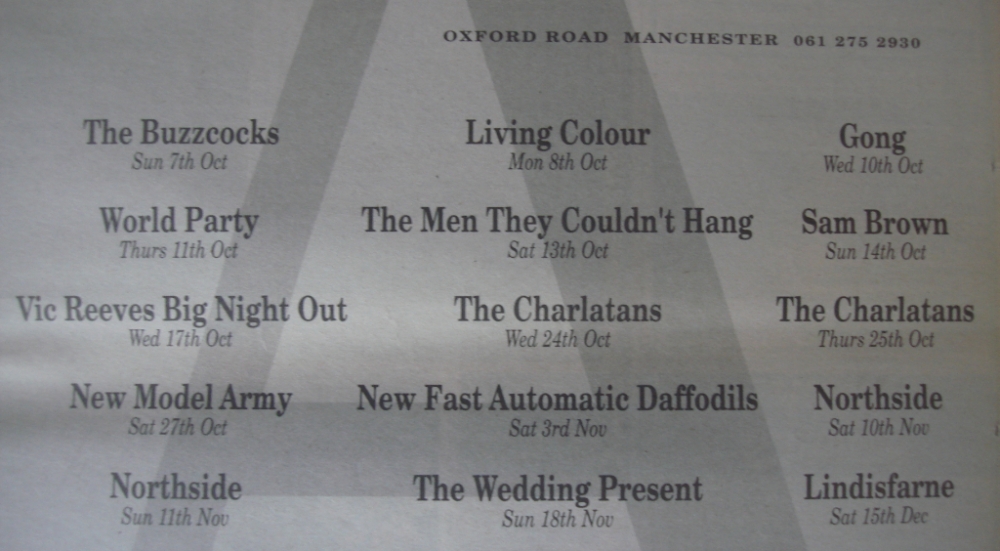 OXFORD ROAD MANCHESTER 061 275 2930
The Buzzcocks
Sun 7th Oct
Living Colour
Mon 8th Oct
Gong
Wed 10th Oct
World Party
Thurs 11th Oct
The Men They Couldn't Hang
Sat 13th Oct
Sam Brown
Sun 14th Oct
Vic Reeves Big Night Out
Wed 17th Oct
The Charlatans
Wed 24th Oct
The Charlatans
Thurs 25th Oct
New Model Army
Sat 27th Oct
New Fast Automatic Daffodils
Sat 3rd Nov
Northside
Sat 10th Nov
Northside
Sun 11th Nov
The Wedding Present
Sun 18th Nov
Lindisfarne
Sat 15th Dec